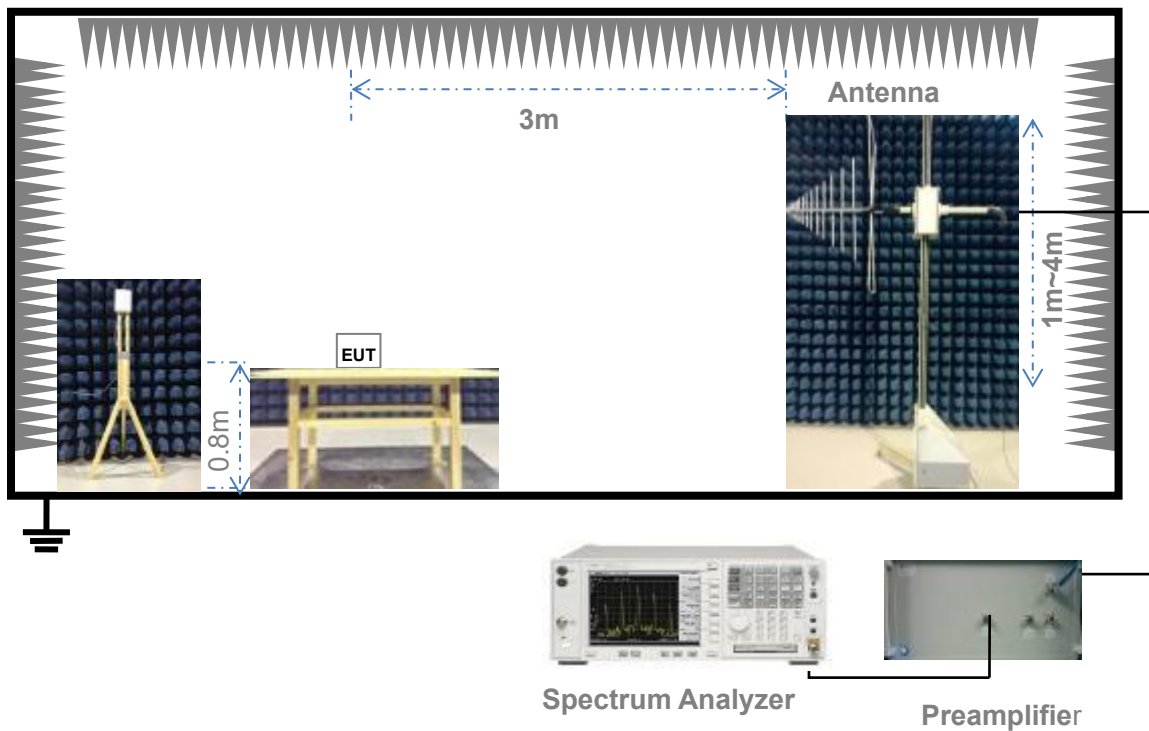 Antenna
3m
1m~4m
EUT
0.8m
Spectrum Analyzer
Preamplifier